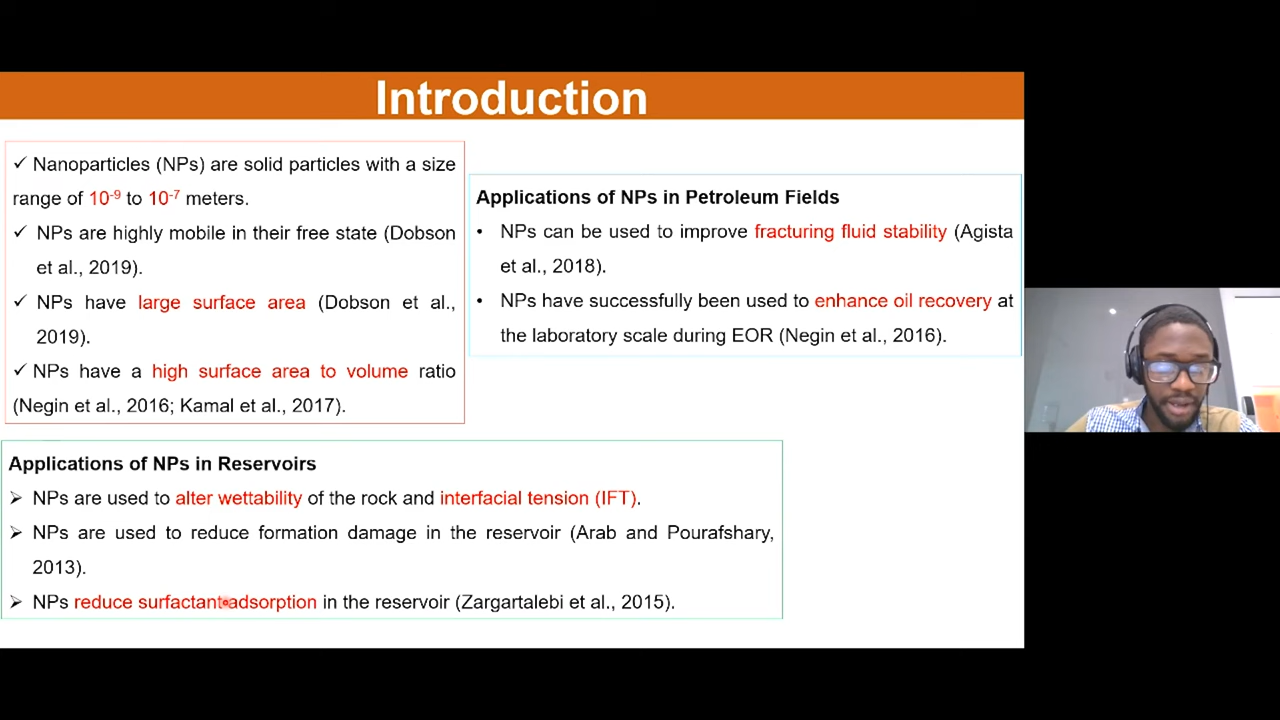 Introduction
✓ Nanoparticles (NPs) are solid particles with a size
range of 10⁻⁹ to 10⁻⁷ meters.
✓ NPs are highly mobile in their free state (Dobson
et al., 2019).
✓ NPs have large surface area (Dobson et al.,
2019).
✓ NPs have a high surface area to volume ratio
(Negin et al., 2016; Kamal et al., 2017).
Applications of NPs in Petroleum Fields
• NPs can be used to improve fracturing fluid stability (Agista
et al., 2018).
• NPs have successfully been used to enhance oil recovery at
the laboratory scale during EOR (Negin et al., 2016).
Applications of NPs in Reservoirs
➢ NPs are used to alter wettability of the rock and interfacial tension (IFT).
➢ NPs are used to reduce formation damage in the reservoir (Arab and Pourafshary,
2013).
➢ NPs reduce surfactant adsorption in the reservoir (Zargartalebi et al., 2015).